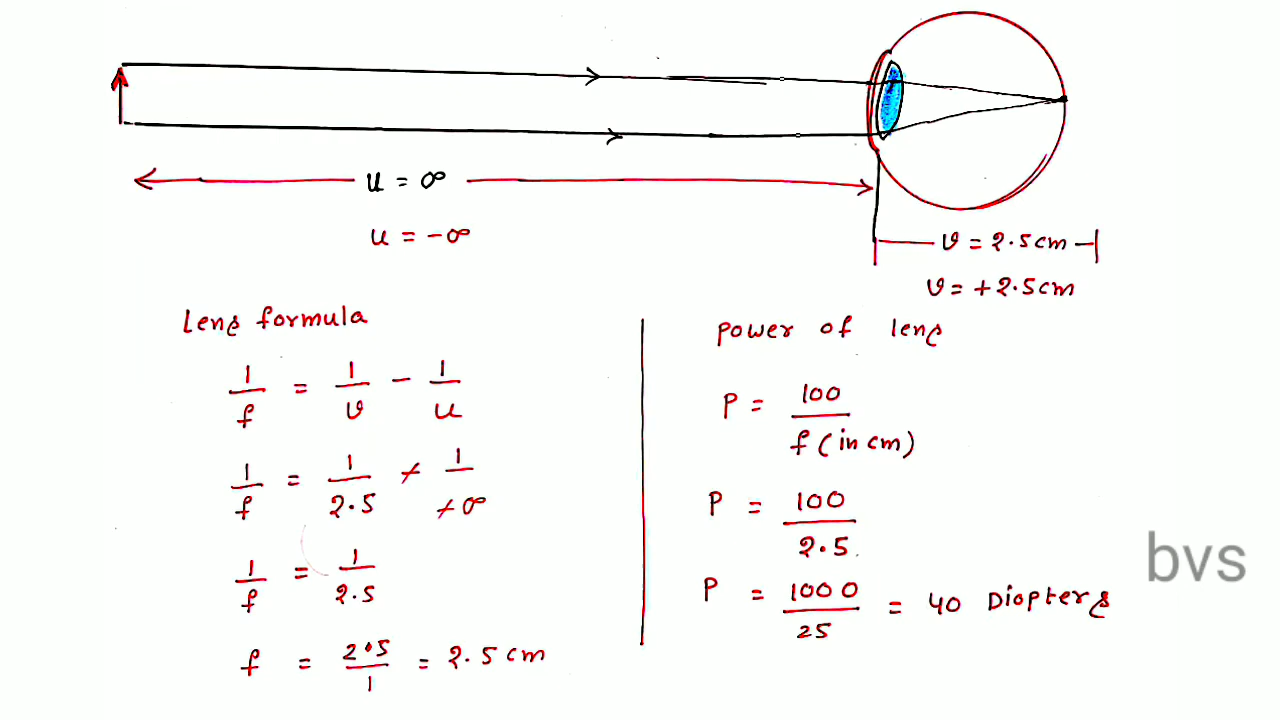 u = ∞
u = -∞
v = 2.5cm
v = +2.5cm
Lens formula
1/f = 1/v - 1/u
1/f = 1/2.5 + 1/+∞
1/f = 1/2.5
f = 2.5/1 = 2.5 cm
power of lens
P = 100/f (in cm)
P = 100/2.5
P = 1000/25 = 40 Diopters
bvs